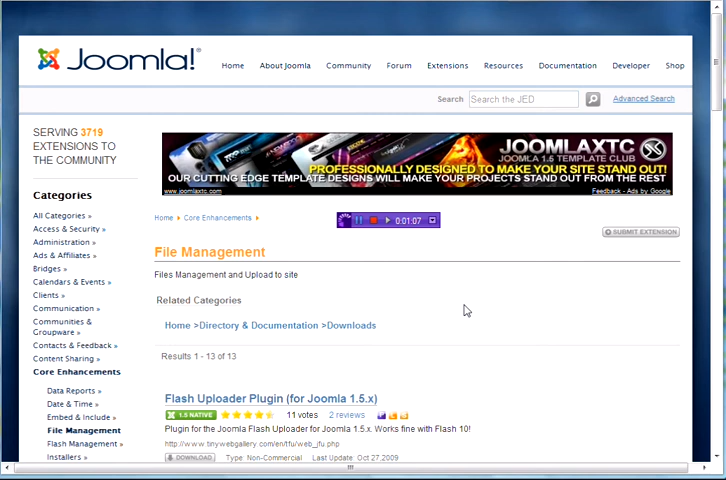 Joomla!®
Home About Joomla Community Forum Extensions Resources Documentation Developer Shop
Search Search the JED Advanced Search
SERVING 3719
EXTENSIONS TO
THE COMMUNITY
JOOMLAXTC
JOOMLA 1.5 TEMPLATE CLUB
PROFESSIONALLY DESIGNED TO MAKE YOUR SITE STAND OUT!
OUR CUTTING EDGE TEMPLATE DESIGNS WILL MAKE YOUR PROJECTS STAND OUT FROM THE REST
www.joomlaxtc.com Feedback - Ads by Google
Categories
All Categories »
Access & Security »
Administration »
Ads & Affiliates »
Bridges »
Calendars & Events »
Clients »
Communication »
Communities &
Groupware »
Contacts & Feedback »
Content Sharing »
Core Enhancements
Data Reports »
Date & Time »
Embed & Include »
File Management
Flash Management »
Installers »
Home Core Enhancements
0:01:07
SUBMIT EXTENSION
File Management
Files Management and Upload to site
Related Categories
Home >Directory & Documentation >Downloads
Results 1 - 13 of 13
Flash Uploader Plugin (for Joomla 1.5.x)
1.5 NATIVE 11 votes 2 reviews
Plugin for the Joomla Flash Uploader for Joomla 1.5.x. Works fine with Flash 10!
http://www.tinywebgallery.com/en/tfu/web_jfu.php
DOWNLOAD Type: Non-Commercial Last Update: Oct 27,2009